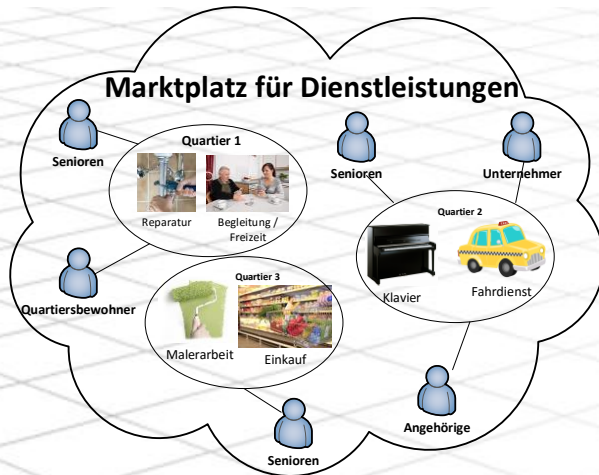 Marktplatz für Dienstleistungen
Senioren
Quartier 1
Reparatur
Begleitung /
Freizeit
Senioren
Unternehmer
Quartier 2
Klavier
Fahrdienst
Quartiersbewohner
Quartier 3
Malerarbeit
Einkauf
Senioren
Angehörige